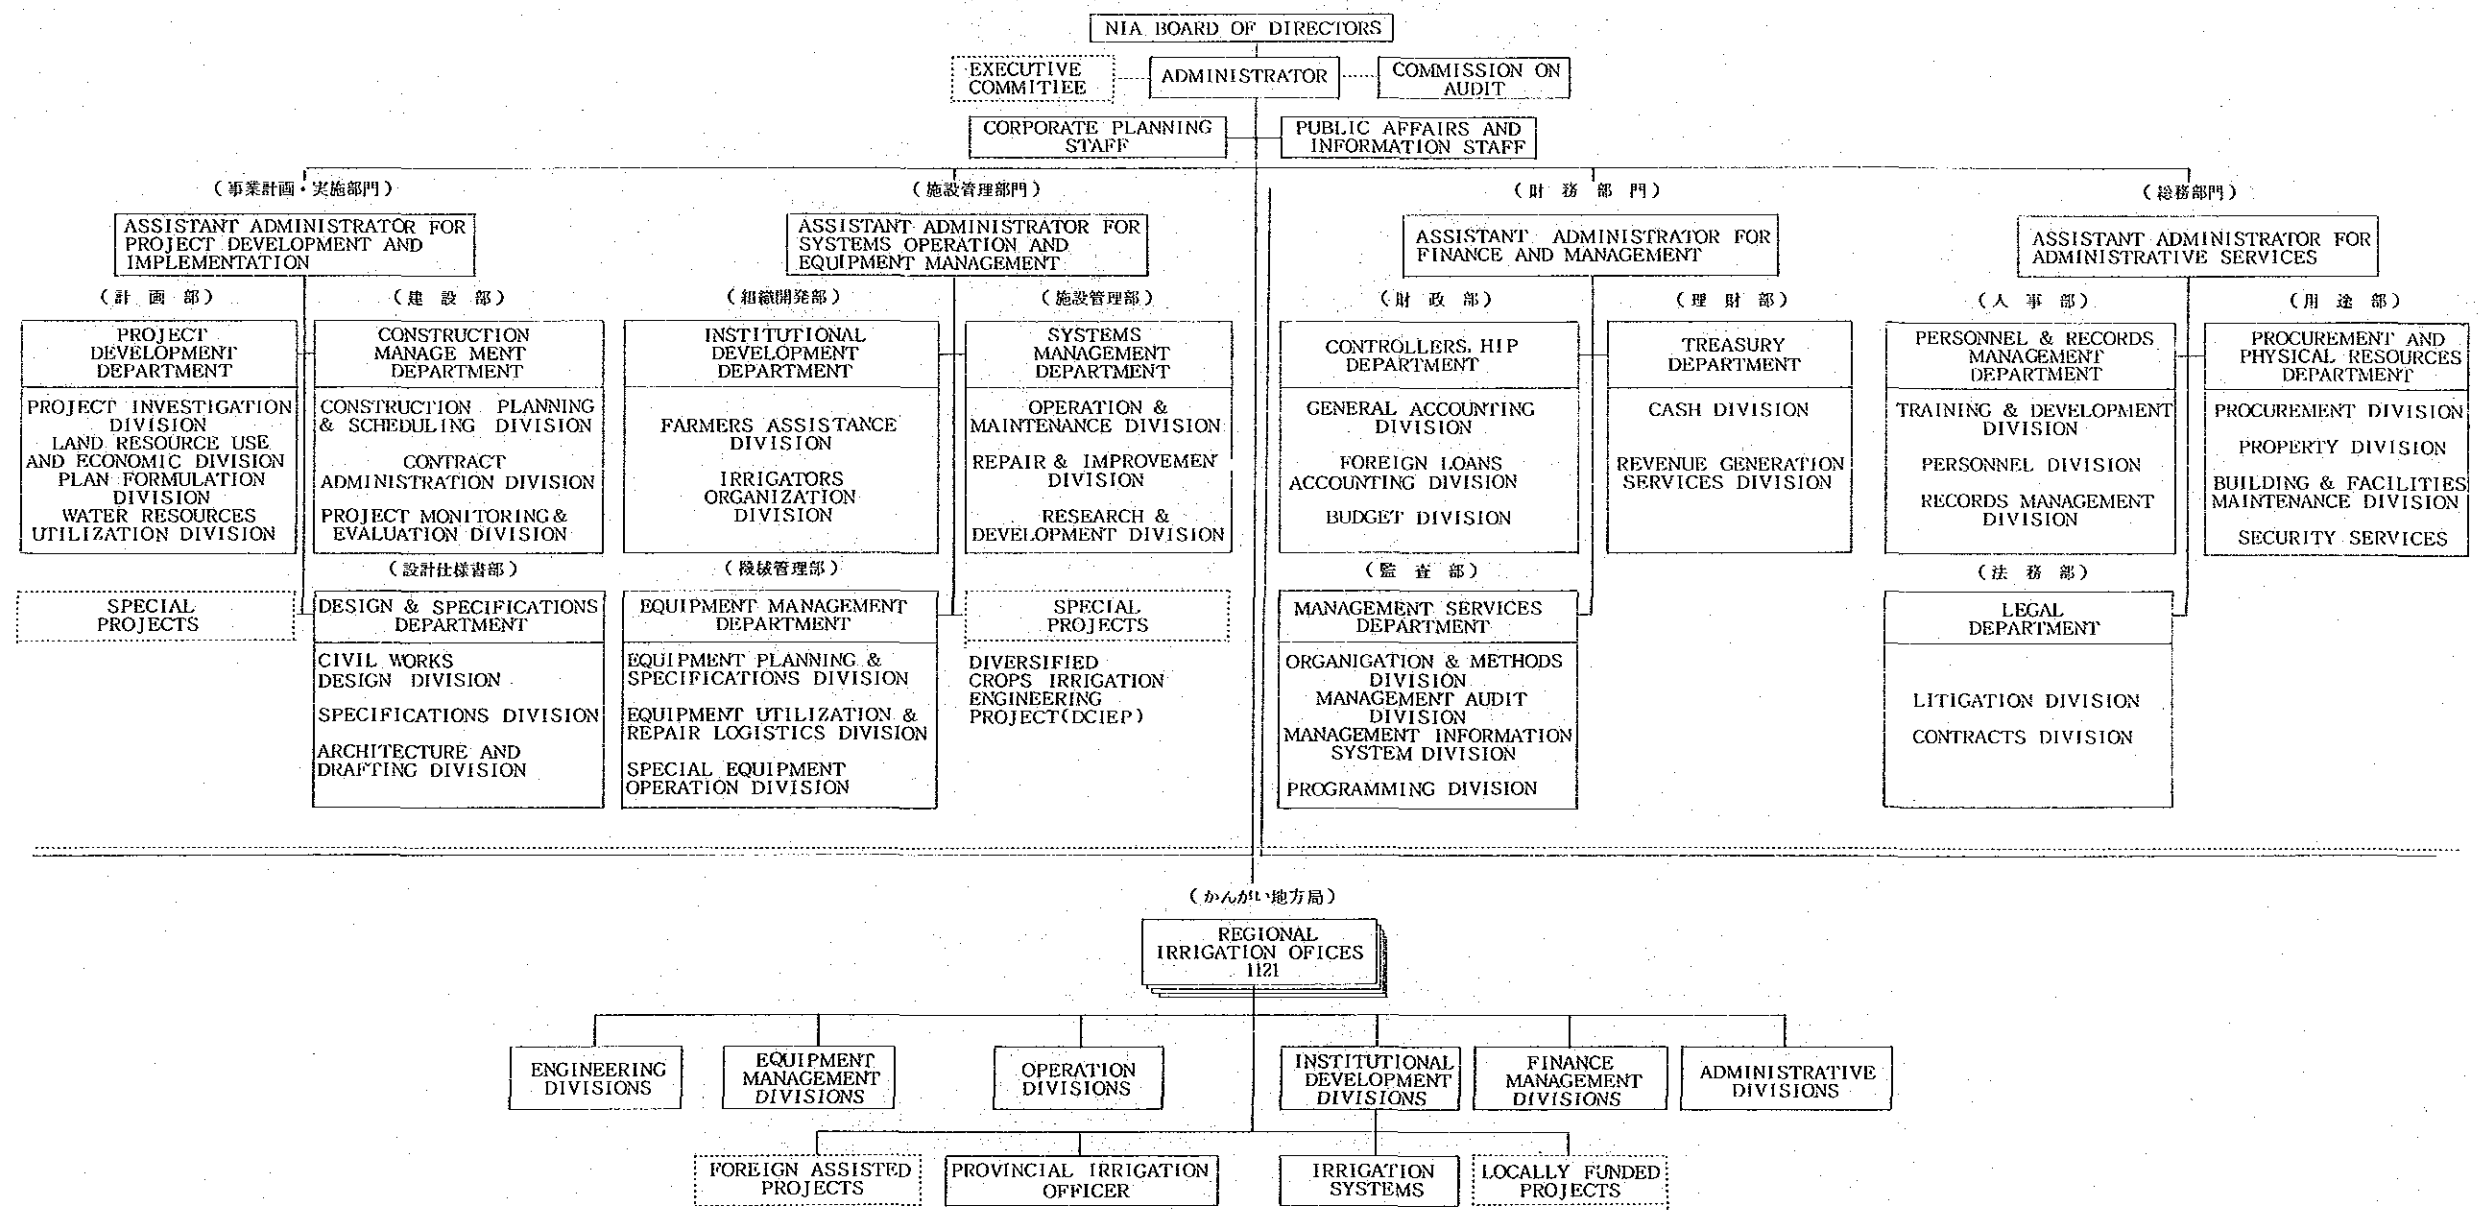 NIA BOARD OF DIRECTORS
EXECUTIVE
COMMITIEE
ADMINISTRATOR
COMMISSION ON
AUDIT
CORPORATE PLANNING
STAFF
PUBLIC AFFAIRS AND
INFORMATION STAFF
(事業計画・実施部門)
(施設管理部門)
(財 務 部 門)
(総務部門)
ASSISTANT ADMINISTRATOR FOR
PROJECT DEVELOPMENT AND
IMPLEMENTATION
ASSISTANT ADMINISTRATOR FOR
SYSTEMS OPERATION AND
EQUIPMENT MANAGEMENT
ASSISTANT ADMINISTRATOR FOR
FINANCE AND MANAGEMENT
ASSISTANT ADMINISTRATOR FOR
ADMINISTRATIVE SERVICES
(計 画 部)
(建 設 部)
(組織開発部)
(施設管理部)
(財 政 部)
(理 財 部)
(人 事 部)
(用 途 部)
PROJECT
DEVELOPMENT
DEPARTMENT
CONSTRUCTION
MANAGE MENT
DEPARTMENT
INSTITUTIONAL
DEVELOPMENT
DEPARTMENT
SYSTEMS
MANAGEMENT
DEPARTMENT
CONTROLLERS, HIP
DEPARTMENT
TREASURY
DEPARTMENT
PERSONNEL & RECORDS
MANAGEMENT
DEPARTMENT
PROCUREMENT AND
PHYSICAL RESOURCES
DEPARTMENT
PROJECT INVESTIGATION
DIVISION
LAND RESOURCE USE
AND ECONOMIC DIVISION
PLAN FORMULATION
DIVISION
WATER RESOURCES
UTILIZATION DIVISION
CONSTRUCTION PLANNING
& SCHEDULING DIVISION
CONTRACT
ADMINISTRATION DIVISION
PROJECT MONITORING &
EVALUATION DIVISION
FARMERS ASSISTANCE
DIVISION
IRRIGATORS
ORGANIZATION
DIVISION
OPERATION &
MAINTENANCE DIVISION
REPAIR & IMPROVEMEN
DIVISION
RESEARCH &
DEVELOPMENT DIVISION
GENERAL ACCOUNTING
DIVISION
FOREIGN LOANS
ACCOUNTING DIVISION
BUDGET DIVISION
CASH DIVISION
REVENUE GENERATION
SERVICES DIVISION
TRAINING & DEVELOPMENT
DIVISION
PERSONNEL DIVISION
RECORDS MANAGEMENT
DIVISION
PROCUREMENT DIVISION
PROPERTY DIVISION
BUILDING & FACILITIES
MAINTENANCE DIVISION
SECURITY SERVICES
(設計仕様書部)
(機械管理部)
(監 査 部)
(法 務 部)
SPECIAL
PROJECTS
DESIGN & SPECIFICATIONS
DEPARTMENT
EQUIPMENT MANAGEMENT
DEPARTMENT
SPECIAL
PROJECTS
MANAGEMENT SERVICES
DEPARTMENT
LEGAL
DEPARTMENT
CIVIL WORKS
DESIGN DIVISION
SPECIFICATIONS DIVISION
ARCHITECTURE AND
DRAFTING DIVISION
EQUIPMENT PLANNING &
SPECIFICATIONS DIVISION
EQUIPMENT UTILIZATION &
REPAIR LOGISTICS DIVISION
SPECIAL EQUIPMENT
OPERATION DIVISION
DIVERSIFIED
CROPS IRRIGATION
ENGINEERING
PROJECT(DCIEP)
ORGANIGATION & METHODS
DIVISION
MANAGEMENT AUDIT
DIVISION
MANAGEMENT INFORMATION
SYSTEM DIVISION
PROGRAMMING DIVISION
LITIGATION DIVISION
CONTRACTS DIVISION
(かんがい地方局)
REGIONAL
IRRIGATION OFICES
1121
ENGINEERING
DIVISIONS
EQUIPMENT
MANAGEMENT
DIVISIONS
OPERATION
DIVISIONS
INSTITUTIONAL
DEVELOPMENT
DIVISIONS
FINANCE
MANAGEMENT
DIVISIONS
ADMINISTRATIVE
DIVISIONS
FOREIGN ASSISTED
PROJECTS
PROVINCIAL IRRIGATION
OFFICER
IRRIGATION
SYSTEMS
LOCALLY FUNDED
PROJECTS